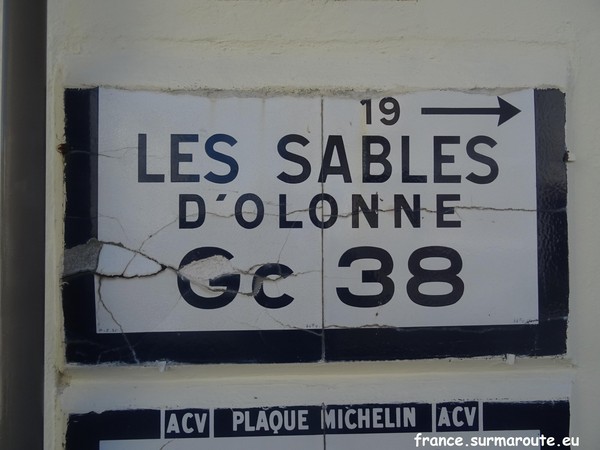 19 →
LES SABLES
D'OLONNE
Gc 38
ACV PLAQUE MICHELIN ACV
france.surmaroute.eu